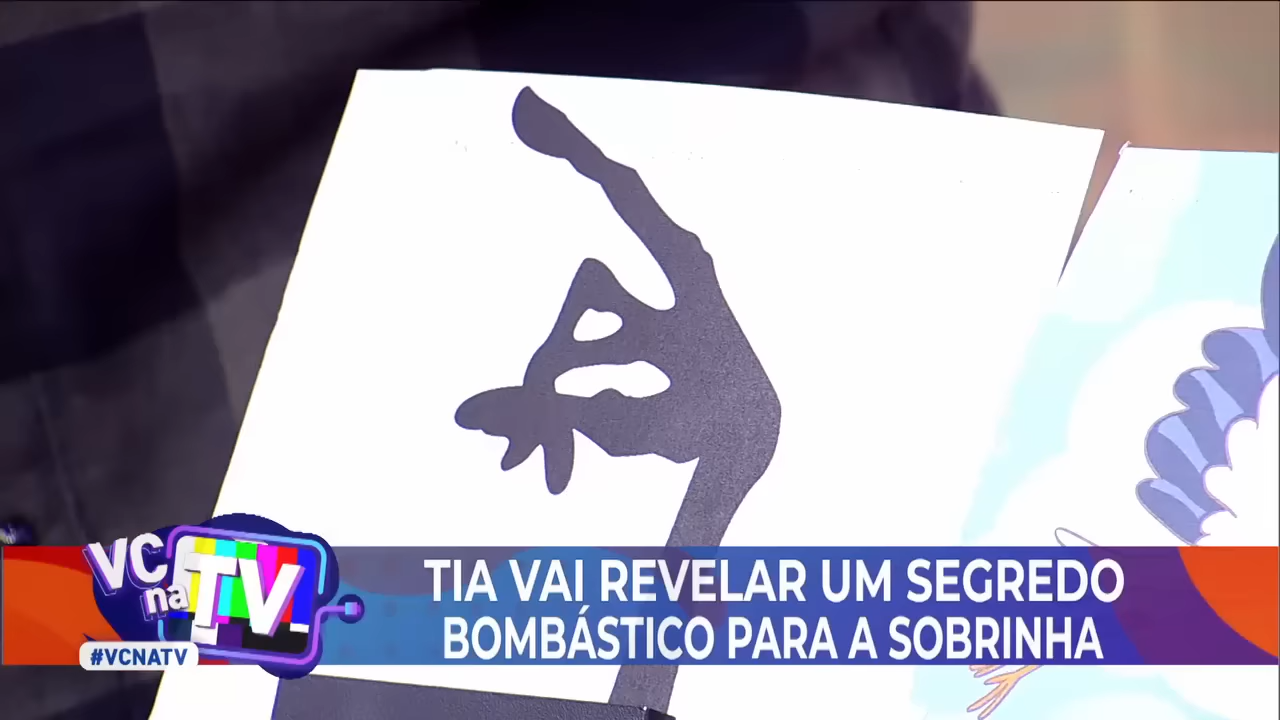 VC
na TV
#VCNATV
TIA VAI REVELAR UM SEGREDO
BOMBÁSTICO PARA A SOBRINHA